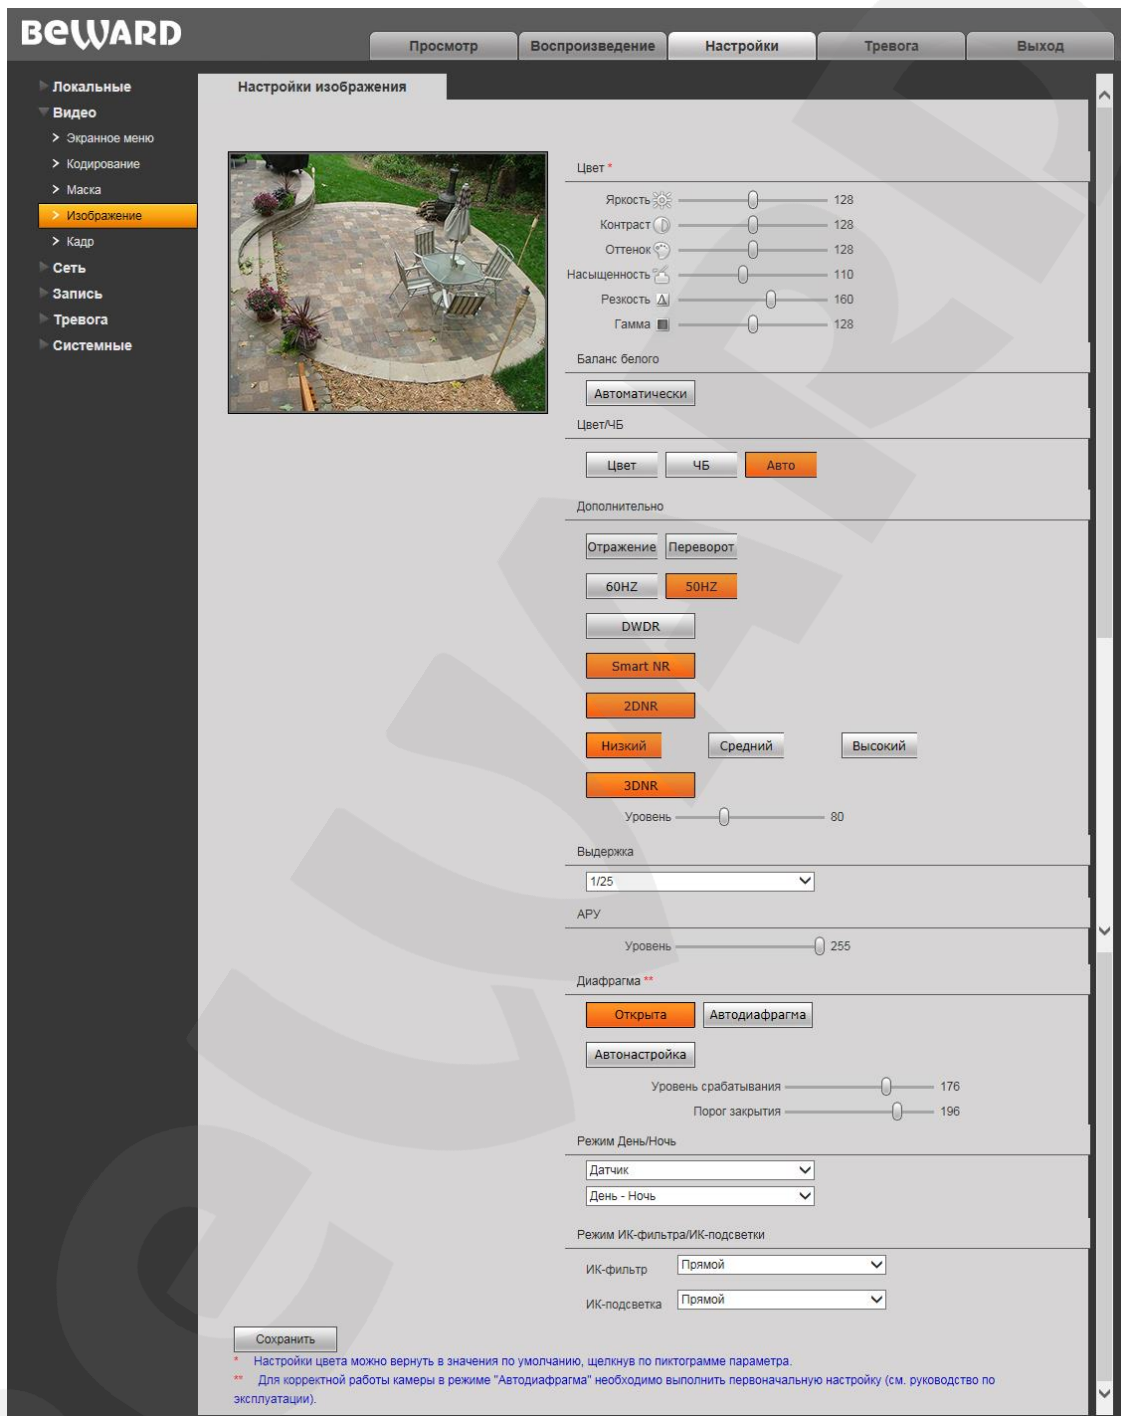 BEWARD
Просмотр Воспроизведение Настройки Тревога Выход
Локальные
Видео
> Экранное меню
> Кодирование
> Маска
> Изображение
> Кадр
Сеть
Запись
Тревога
Системные
Настройки изображения
Цвет *
Яркость 128
Контраст 128
Оттенок 128
Насыщенность 110
Резкость 160
Гамма 128
Баланс белого
Автоматически
Цвет/ЧБ
Цвет ЧБ Авто
Дополнительно
Отражение Переворот
60HZ 50HZ
DWDR
Smart NR
2DNR
Низкий Средний Высокий
3DNR
Уровень 80
Выдержка
1/25
АРУ
Уровень 255
Диафрагма **
Открыта Автодиафрагма
Автонастройка
Уровень срабатывания 176
Порог закрытия 196
Режим День/Ночь
Датчик
День - Ночь
Режим ИК-фильтра/ИК-подсветки
ИК-фильтр Прямой
ИК-подсветка Прямой
Сохранить
* Настройки цвета можно вернуть в значения по умолчанию, щелкнув по пиктограмме параметра.
** Для корректной работы камеры в режиме "Автодиафрагма" необходимо выполнить первоначальную настройку (см. руководство по
эксплуатации).